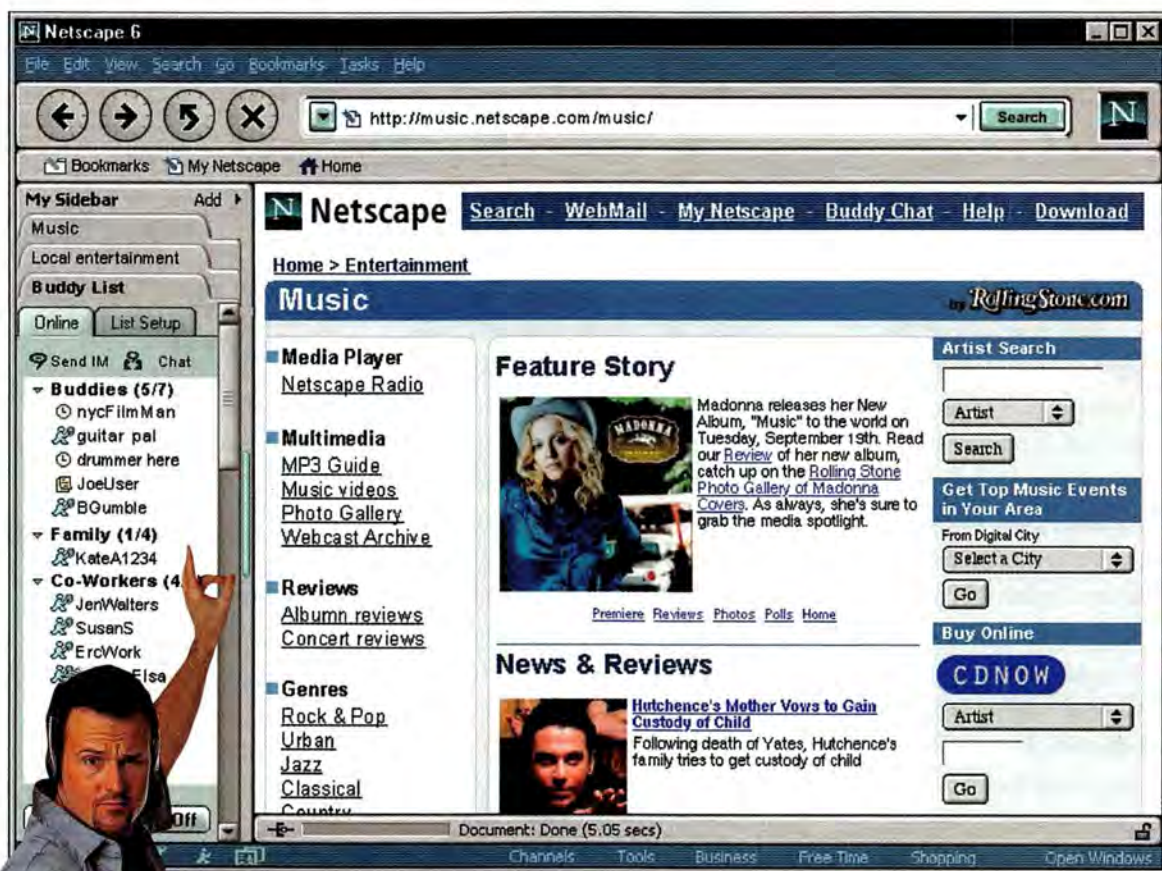 Netscape 6
File Edit View Search Go Bookmarks Tasks Help
http://music.netscape.com/music/
Search
N
Bookmarks My Netscape Home
My Sidebar Add
Music
Local entertainment
Buddy List
Online List Setup
Send IM Chat
Buddies (5/7)
nycFilmMan
guitar pal
drummer here
JoeUser
BGumble
Family (1/4)
KateA1234
Co-Workers (4
JenWalters
SusanS
ErcWork
Elsa
Off
N Netscape
Search - WebMail - My Netscape - Buddy Chat - Help - Download
Home > Entertainment
Music
by RollingStone.com
Media Player
Netscape Radio
Multimedia
MP3 Guide
Music videos
Photo Gallery
Webcast Archive
Reviews
Albumn reviews
Concert reviews
Genres
Rock & Pop
Urban
Jazz
Classical
Country
Feature Story
MADONNA
Madonna releases her New
Album, "Music" to the world on
Tuesday, September 19th. Read
our Review of her new album,
catch up on the Rolling Stone
Photo Gallery of Madonna
Covers. As always, she's sure to
grab the media spotlight.
Premiere Reviews Photos Polls Home
News & Reviews
Hutchence's Mother Vows to Gain
Custody of Child
Following death of Yates, Hutchence's
family tries to get custody of child
Artist Search
Artist
Search
Get Top Music Events
in Your Area
From Digital City
Select a City
Go
Buy Online
CDNOW
Artist
Go
Document: Done (5.05 secs)
Channels Tools Business Free Time Shopping Open Windows